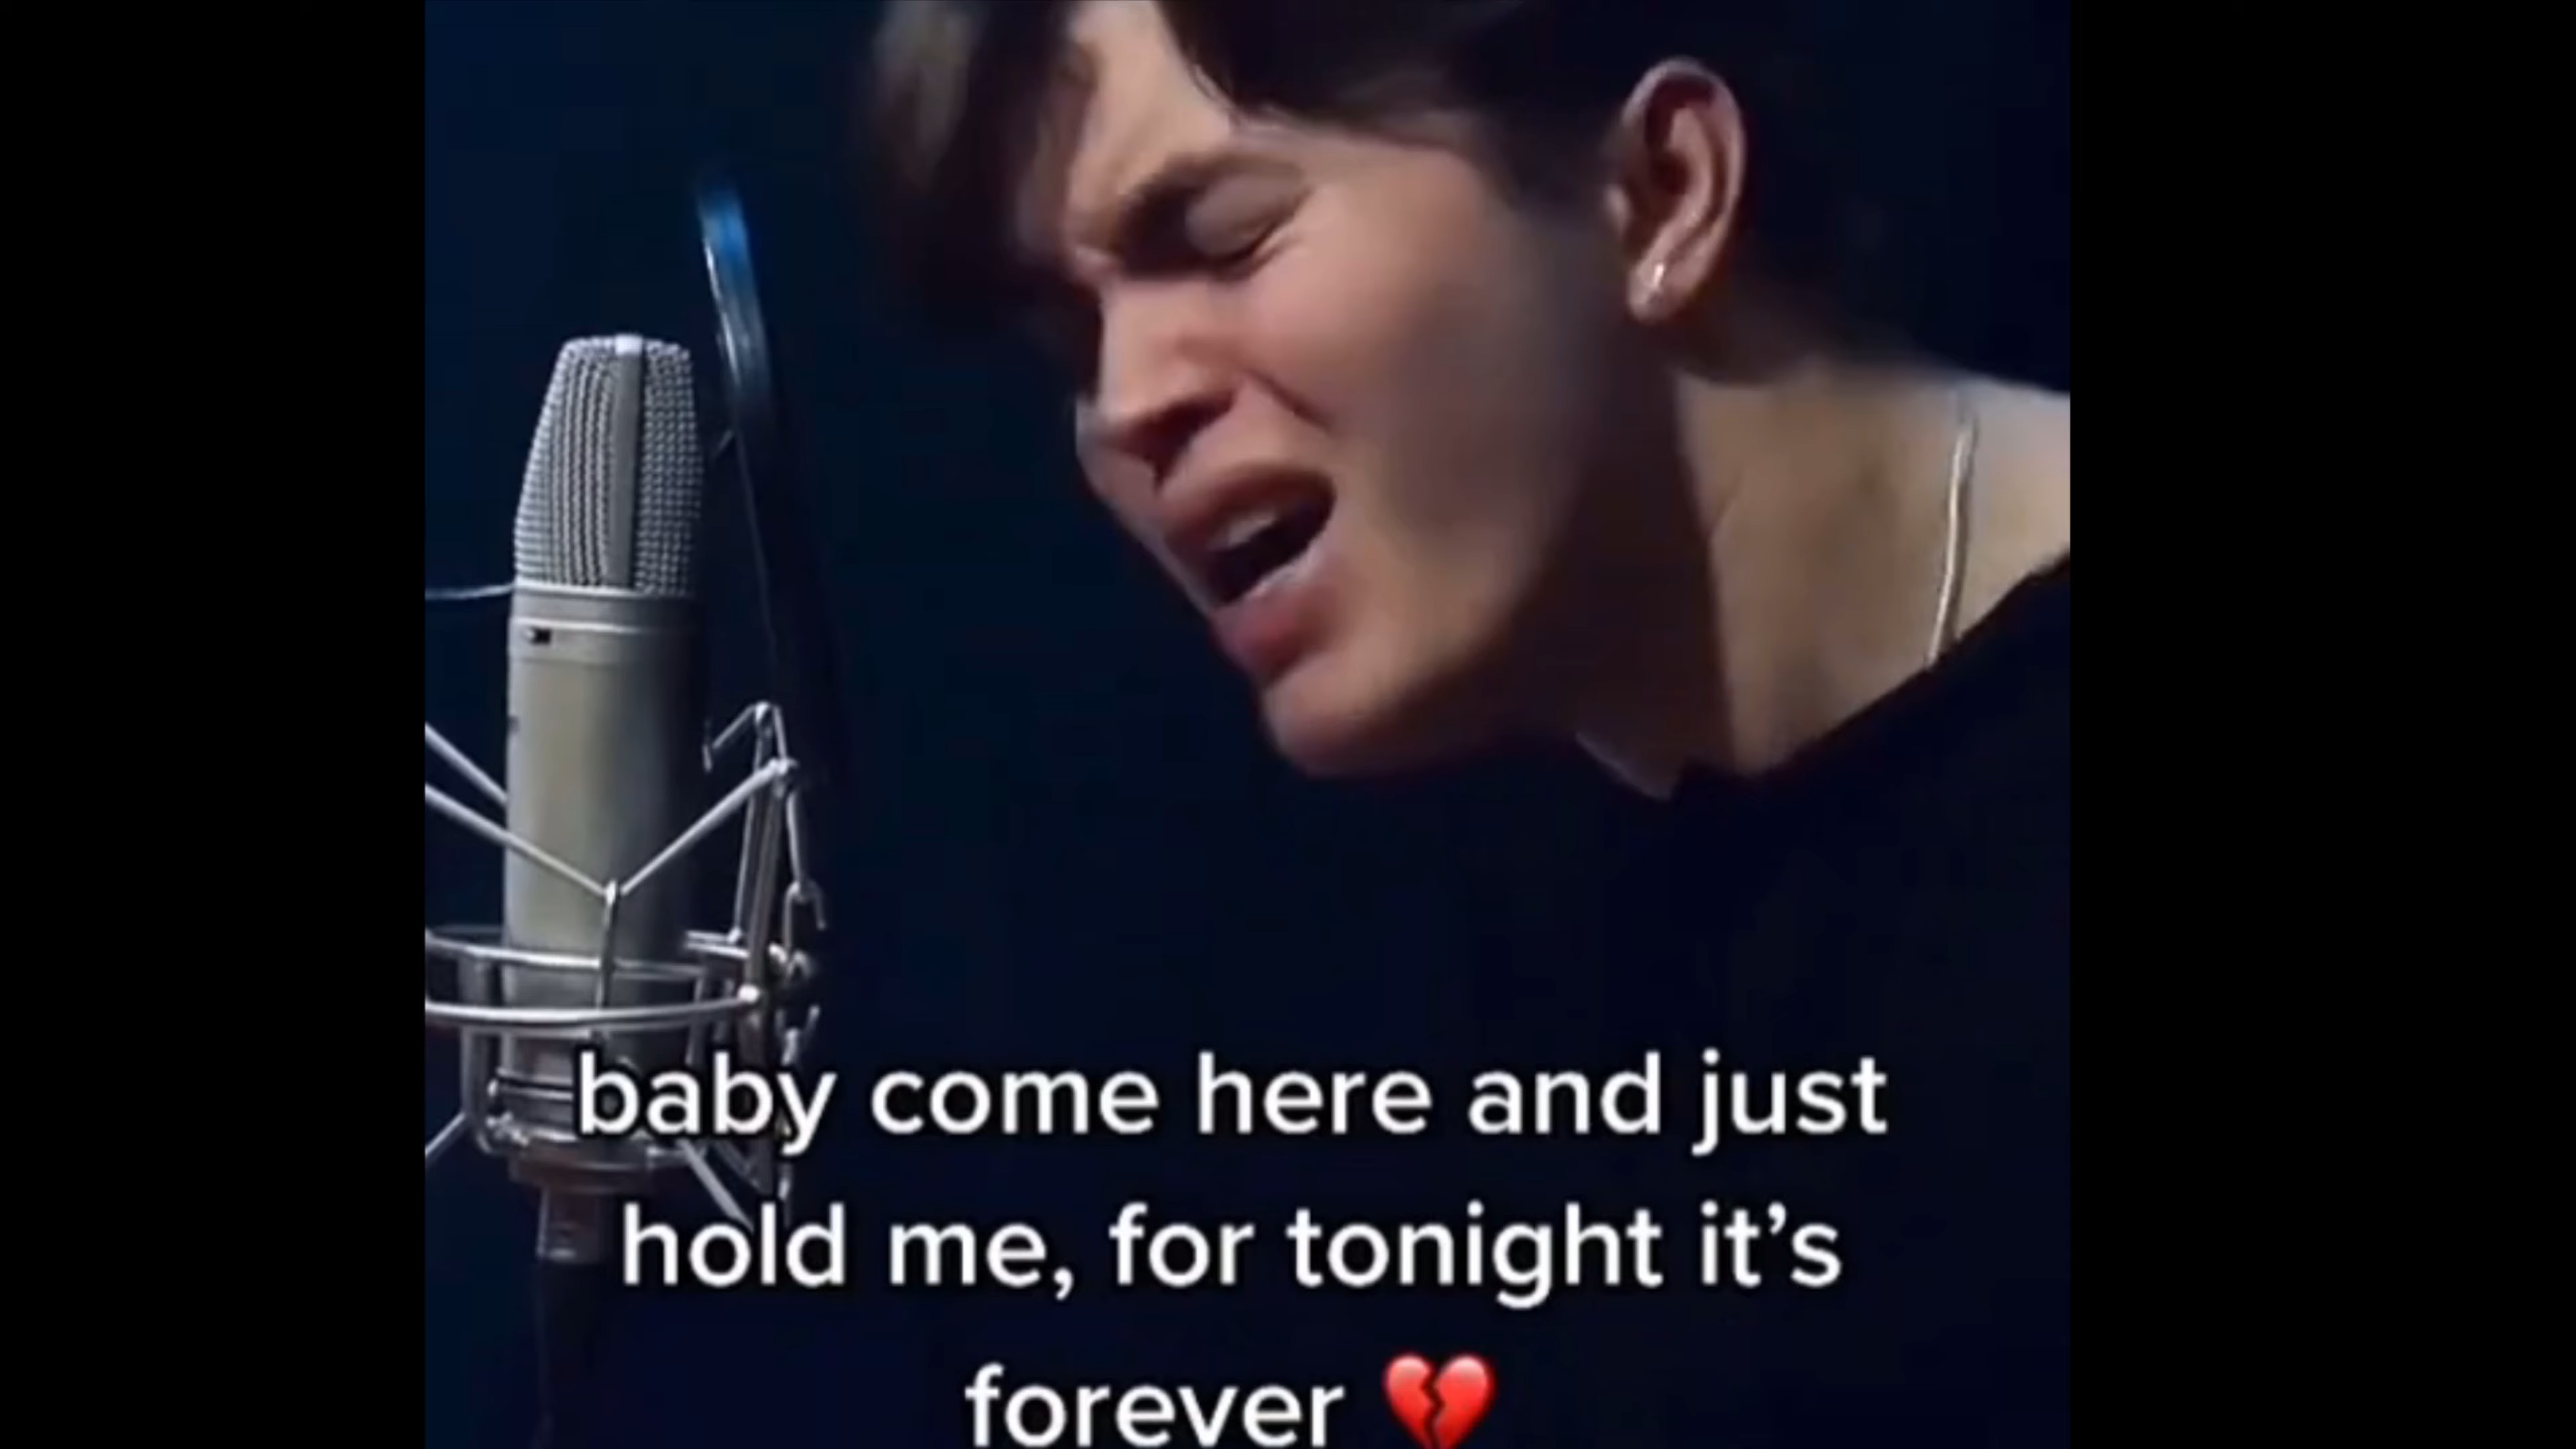 baby come here and just
hold me, for tonight it’s
forever 💔